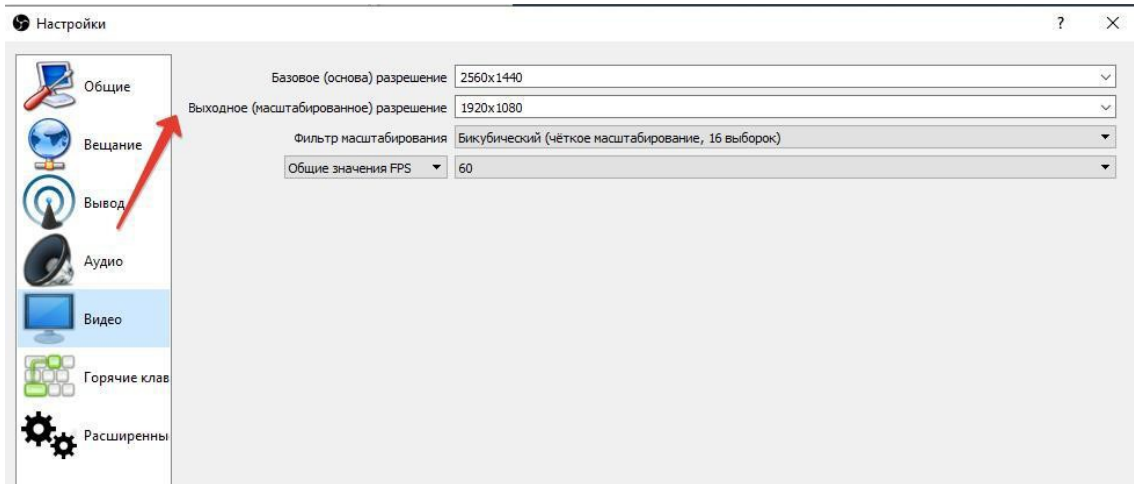 Настройки
? ×
Общие
Вещание
Вывод
Аудио
Видео
Горячие клав
Расширенны
Базовое (основа) разрешение 2560x1440
Выходное (масштабированное) разрешение 1920x1080
Фильтр масштабирования Бикубический (чёткое масштабирование, 16 выборок)
Общие значения FPS 60